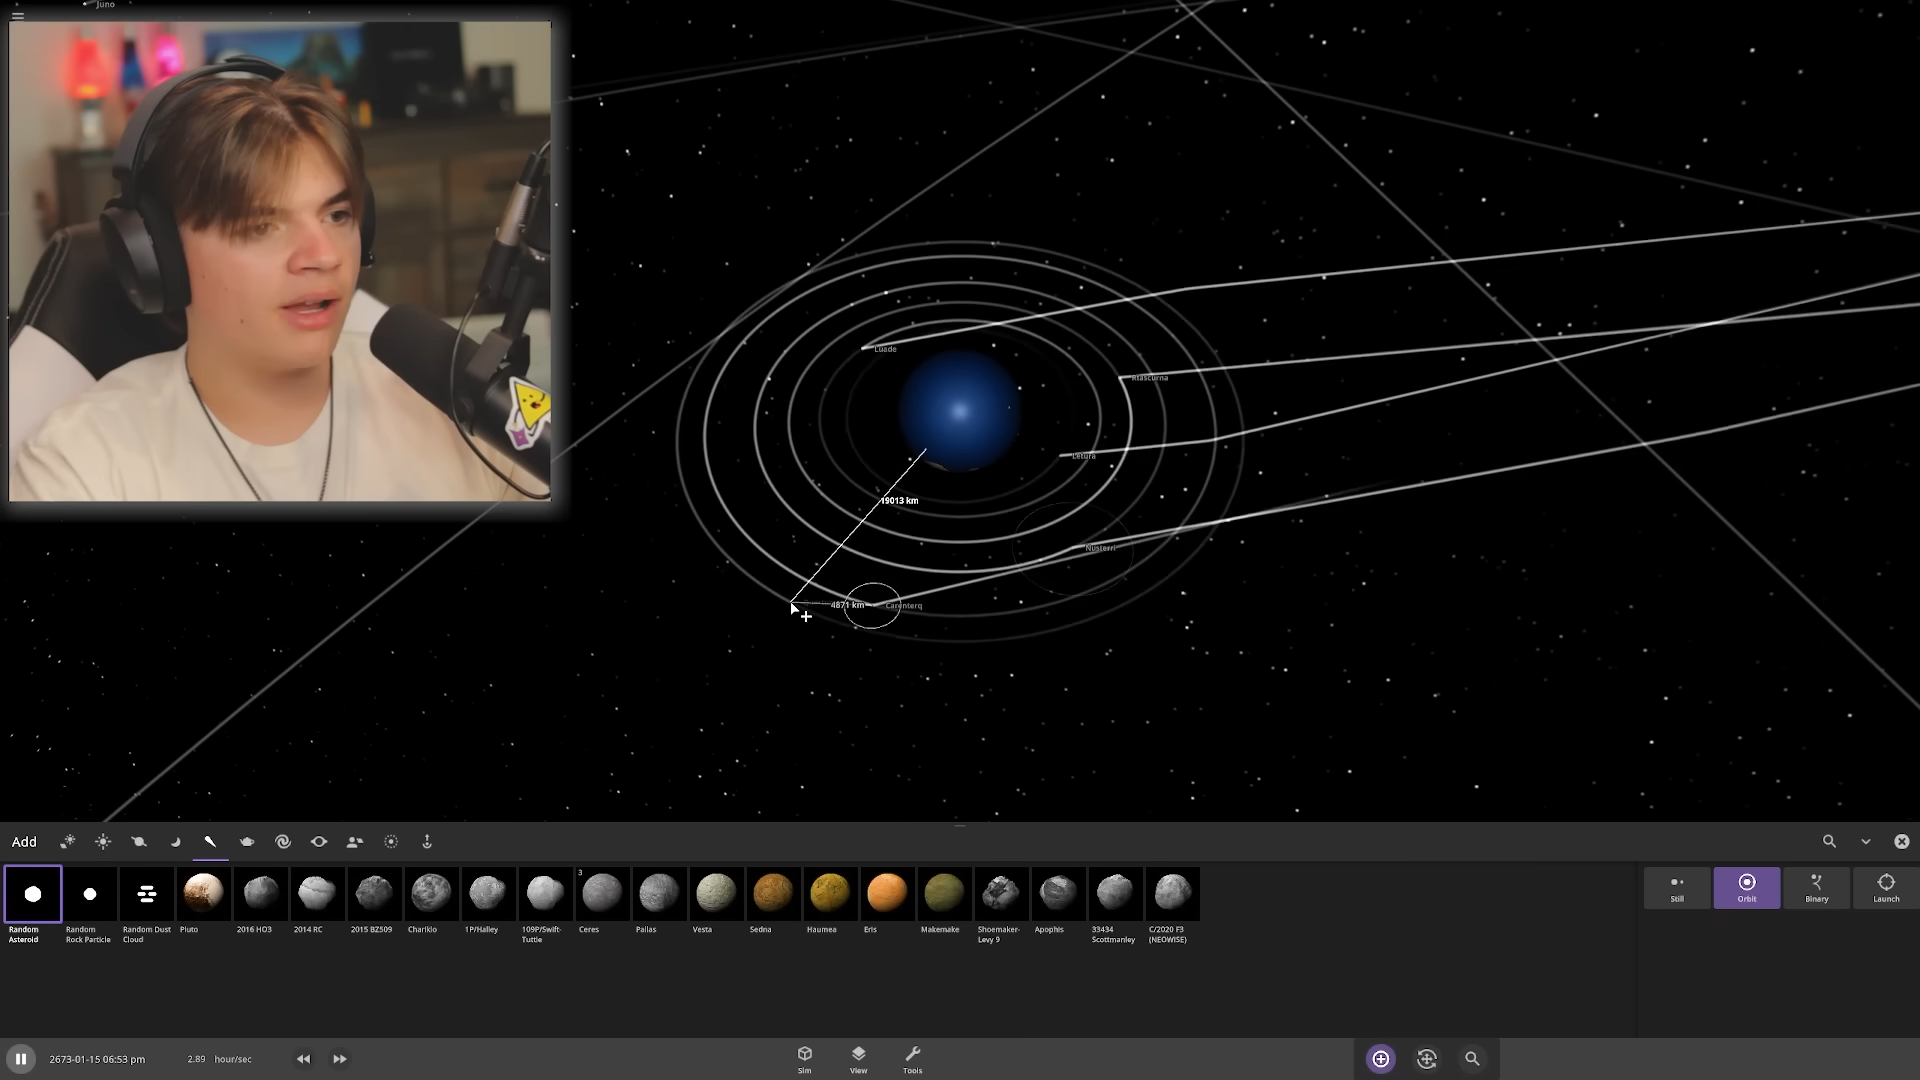 Juno
Luade
Riascurna
Letura
19013 km
Nusterri
4871 km
Carenterq
Add
3
Random Asteroid
Random Rock Particle
Random Dust Cloud
Pluto
2016 HO3
2014 RC
2015 BZ509
Chariklo
1P/Halley
109P/Swift-Tuttle
Ceres
Pallas
Vesta
Sedna
Haumea
Eris
Makemake
Shoemaker-Levy 9
Apophis
33434 Scottmanley
C/2020 F3 (NEOWISE)
Still
Orbit
Binary
Launch
2673-01-15 06:53 pm
2.89 hour/sec
Sim
View
Tools